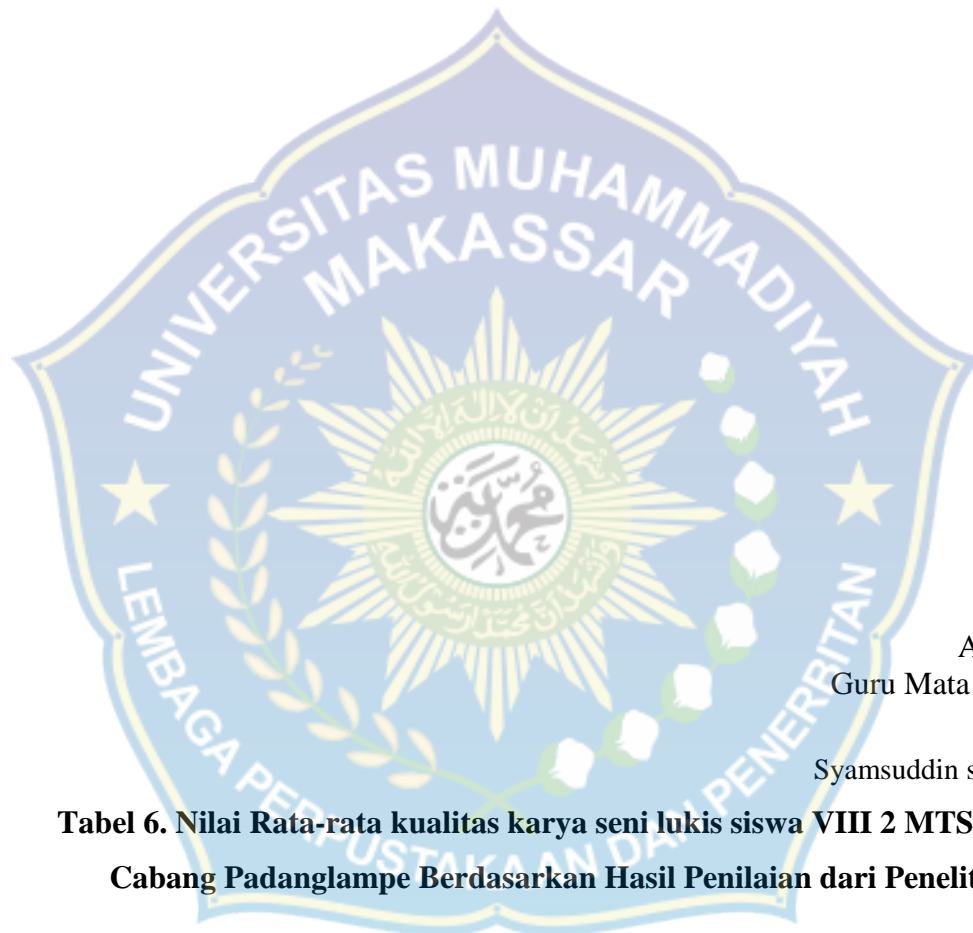 UNIVERSITAS MUHAMMADIYAH
MAKASSAR
LEMBAGA PERPUSTAKAAN DAN PENERBITAN
A
Guru Mata
Syamsuddin s
Tabel 6. Nilai Rata-rata kualitas karya seni lukis siswa VIII 2 MTS
Cabang Padanglampe Berdasarkan Hasil Penilaian dari Penelit